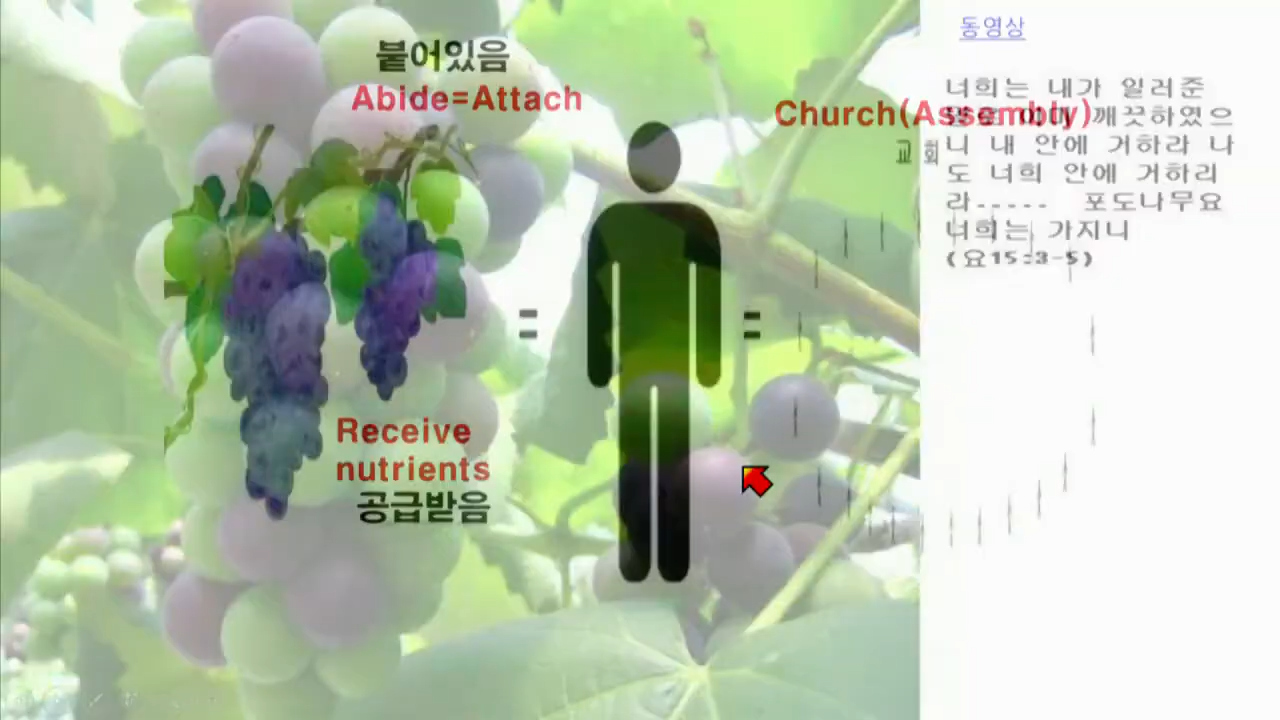 붙어있음
Abide=Attach
Receive
nutrients
공급받음
=
=
Church(Assembly)
교회
동영상
너희는 내가 일러준
깨끗하였으
니 내 안에 거하라 나
도 너희 안에 거하리
라----- 포도나무요
너희는 가지니
(요15:3-5)